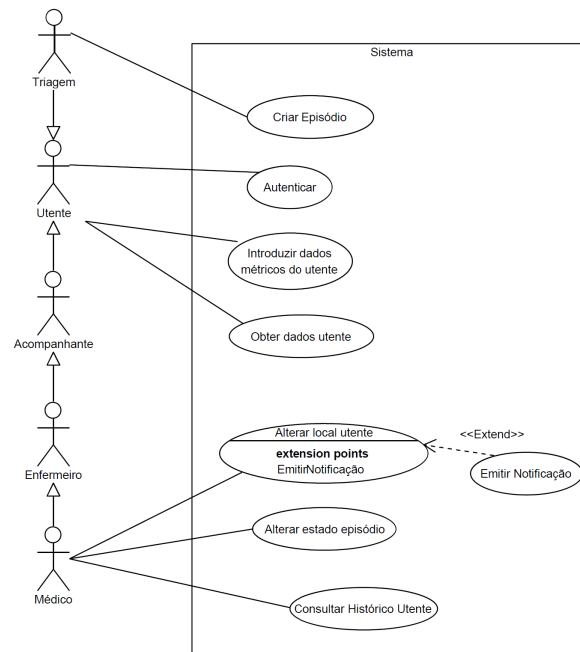 Sistema
Triagem
Criar Episódio
Autenticar
Utente
Introduzir dados
métricos do utente
Obter dados utente
Acompanhante
Alterar local utente
<<Extend>>
extension points
EmitirNotificação
Emitir Notificação
Enfermeiro
Alterar estado episódio
Médico
Consultar Histórico Utente